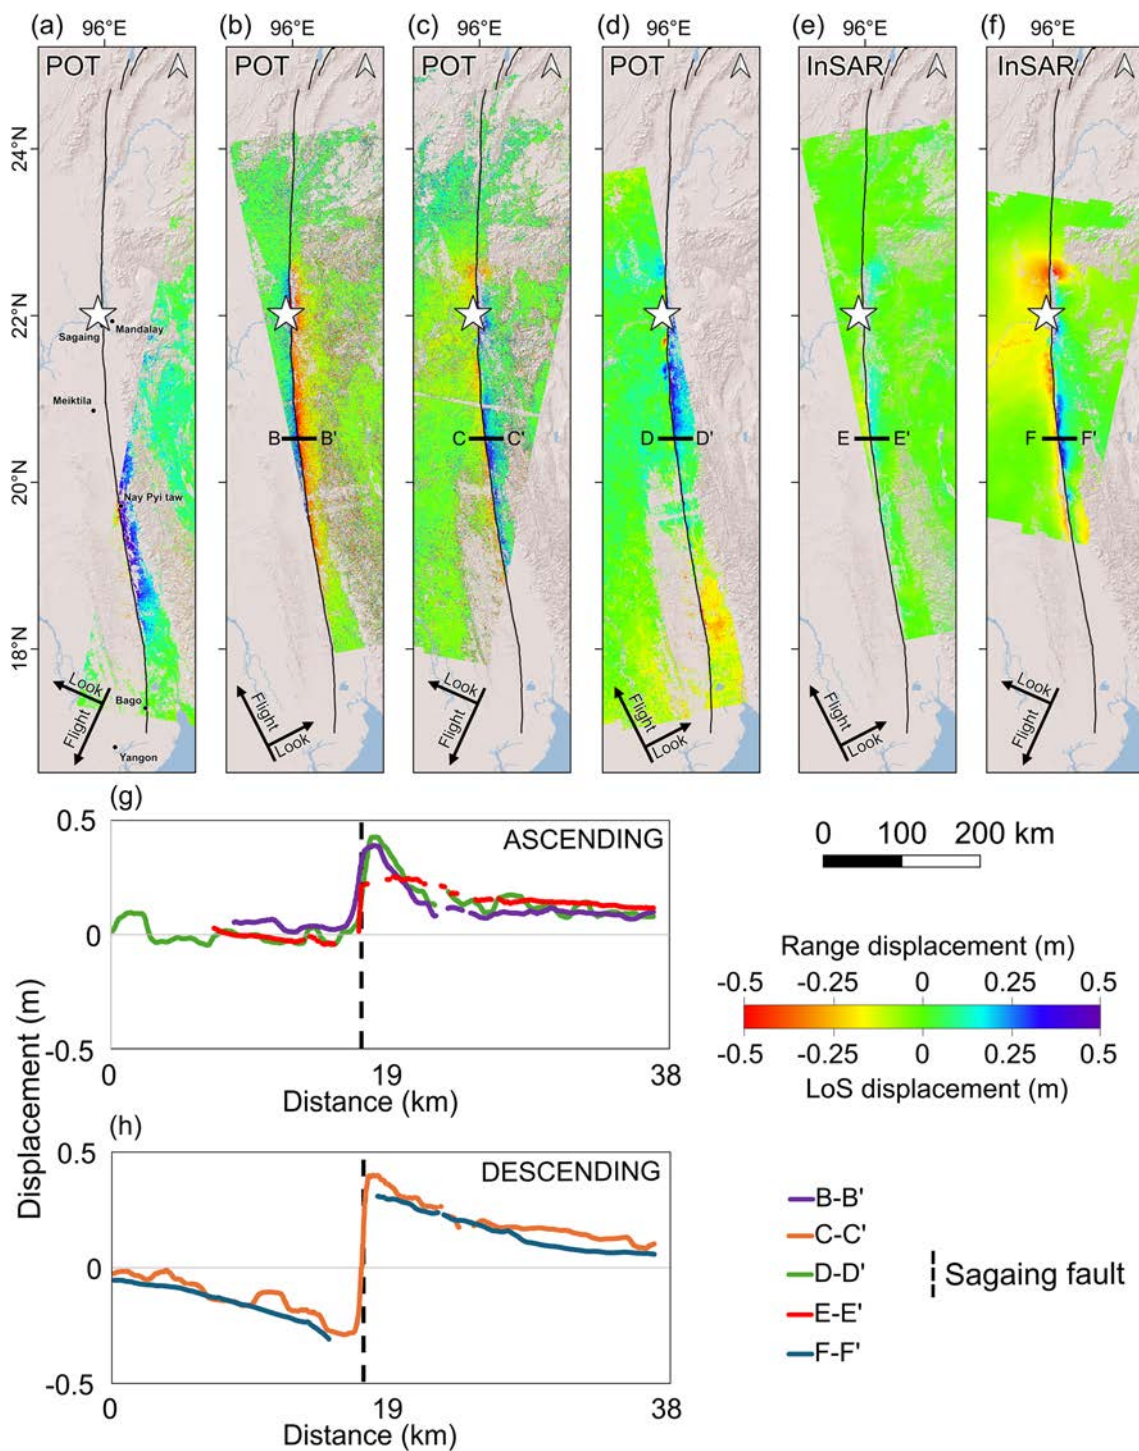 (a) 96°E
(b) 96°E
(c) 96°E
(d) 96°E
(e) 96°E
(f) 96°E
POT
POT
POT
POT
InSAR
InSAR
24°N
22°N
20°N
18°N
Mandalay
Sagaing
Meiktila
Nay Pyi taw
Bago
Yangon
B B'
C C'
D D'
E E'
F F'
Look
Flight
Flight
Look
Look
Flight
Flight
Look
Flight
Look
Look
Flight
(g)
0.5
ASCENDING
0
-0.5
0 19 38
Distance (km)
(h)
0.5
DESCENDING
0
-0.5
0 19 38
Distance (km)
Displacement (m)
0 100 200 km
Range displacement (m)
-0.5 -0.25 0 0.25 0.5
-0.5 -0.25 0 0.25 0.5
LoS displacement (m)
B-B'
C-C'
D-D'
E-E'
F-F'
Sagaing fault